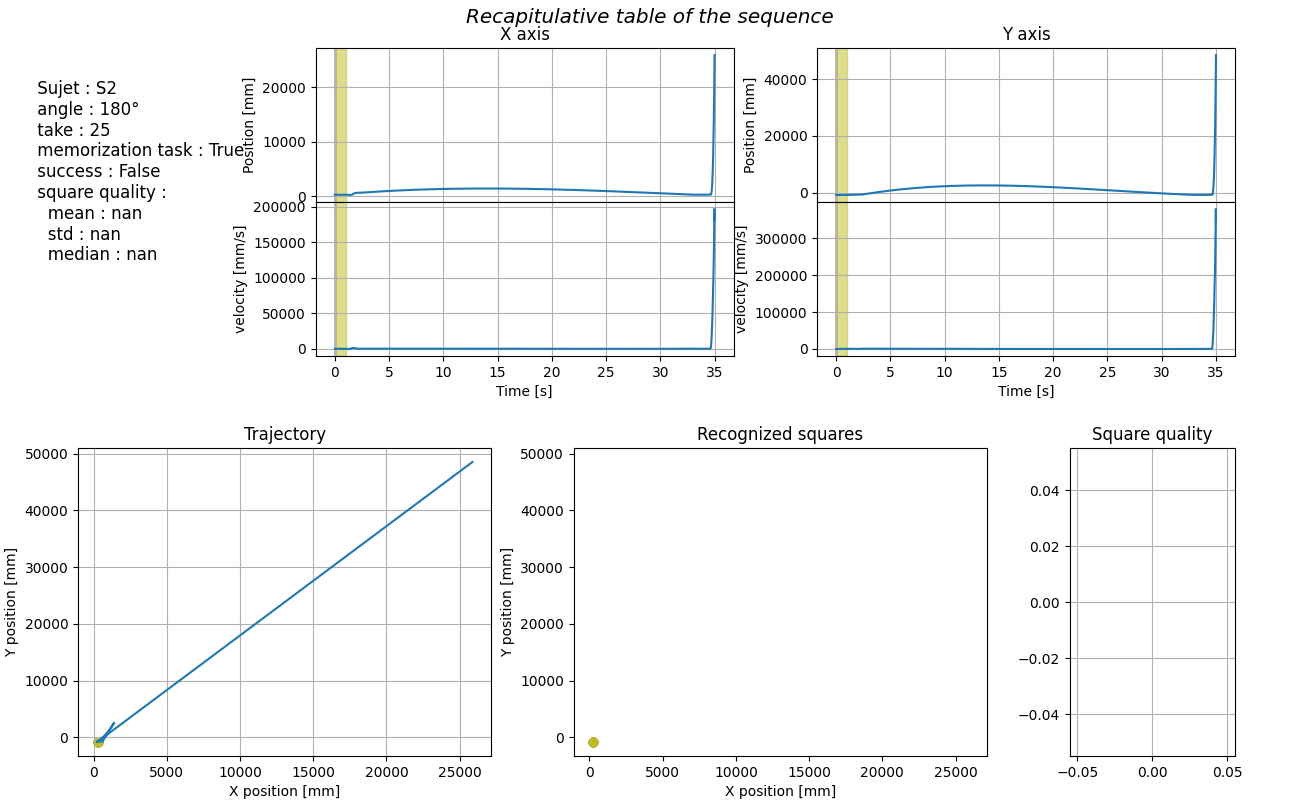 Recapitulative table of the sequence
Sujet : S2
angle : 180°
take : 25
memorization task : True
success : False
square quality :
mean : nan
std : nan
median : nan
X axis
Position [mm]
20000
10000
0
velocity [mm/s]
200000
150000
100000
50000
0
0 5 10 15 20 25 30 35
Time [s]
Y axis
Position [mm]
40000
20000
0
velocity [mm/s]
300000
200000
100000
0
0 5 10 15 20 25 30 35
Time [s]
Trajectory
Y position [mm]
50000
40000
30000
20000
10000
0
0 5000 10000 15000 20000 25000
X position [mm]
Recognized squares
Y position [mm]
50000
40000
30000
20000
10000
0
0 5000 10000 15000 20000 25000
X position [mm]
Square quality
0.04
0.02
0.00
−0.02
−0.04
−0.05 0.00 0.05